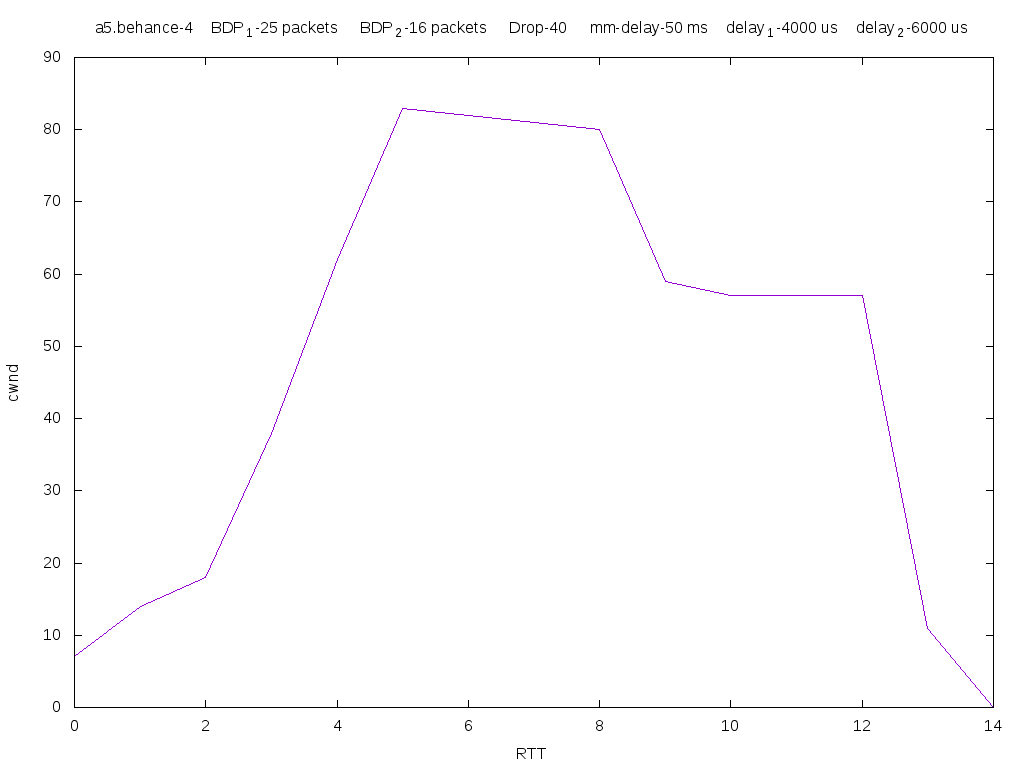 a5.behance-4 BDP1-25 packets BDP2-16 packets Drop-40 mm-delay-50 ms delay1-4000 us delay2-6000 us
90
80
70
60
50
40
30
20
10
0
cwnd
0 2 4 6 8 10 12 14
RTT